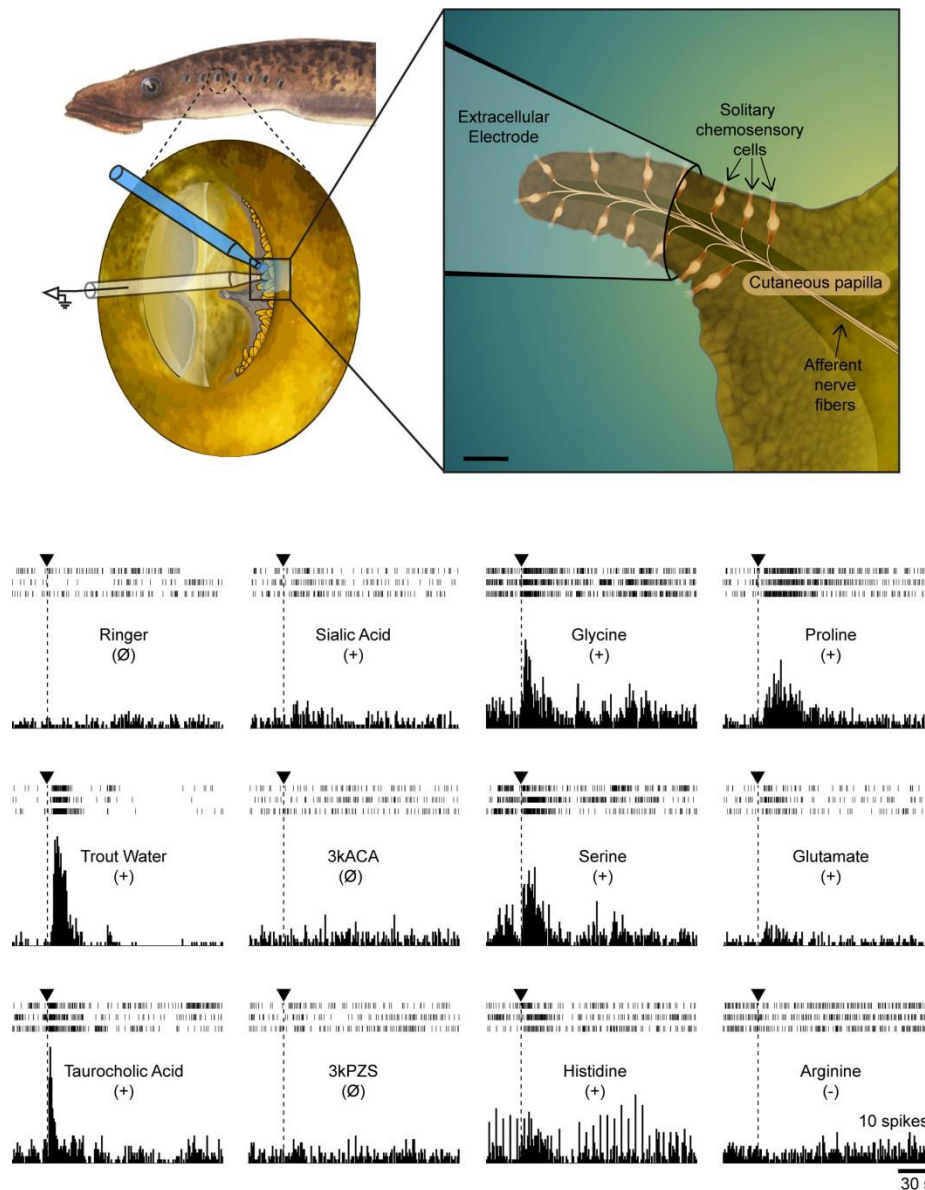 Extracellular
Electrode
Solitary
chemosensory
cells
Cutaneous papilla
Afferent
nerve
fibers
Ringer
(Ø)
Sialic Acid
(+)
Glycine
(+)
Proline
(+)
Trout Water
(+)
3kACA
(Ø)
Serine
(+)
Glutamate
(+)
Taurocholic Acid
(+)
3kPZS
(Ø)
Histidine
(+)
Arginine
(-)
10 spikes
30 s